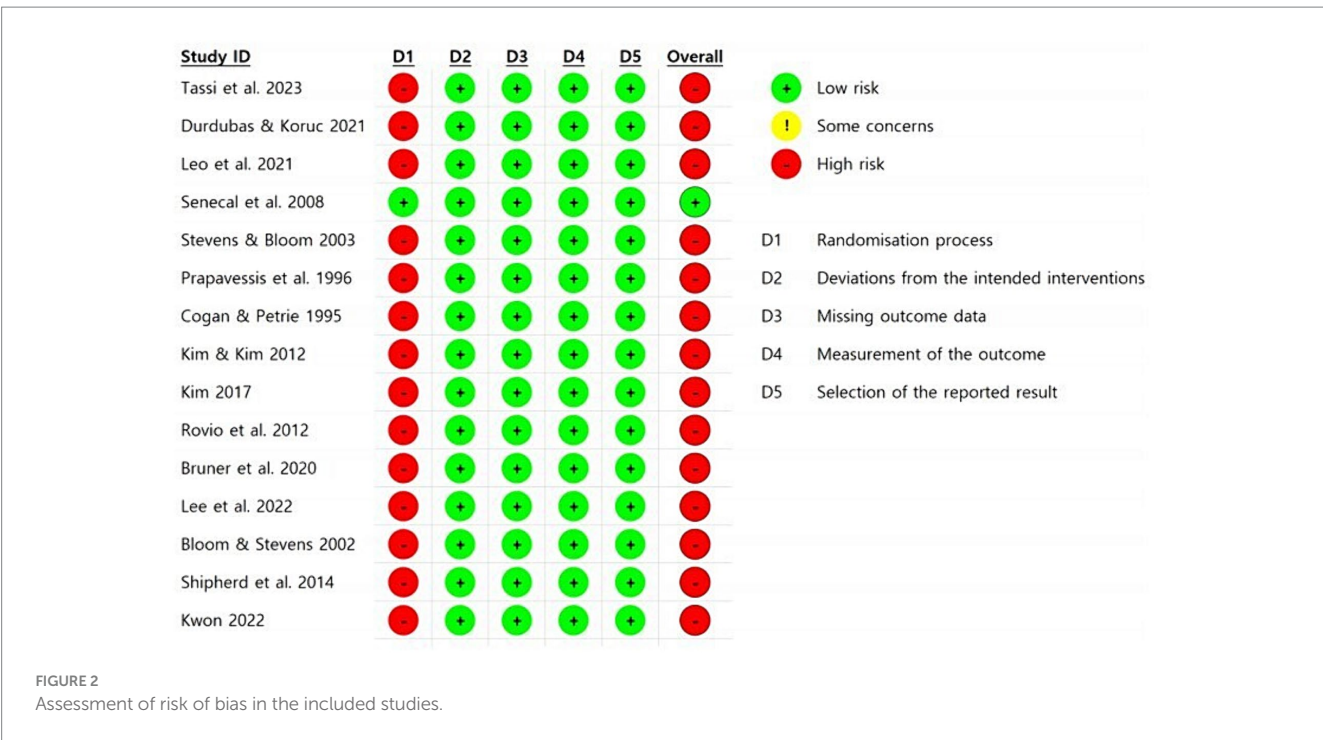 Study ID D1 D2 D3 D4 D5 Overall
Tassi et al. 2023 - + + + + -
Durdubas & Koruc 2021 - + + + + -
Leo et al. 2021 - + + + + -
Senecal et al. 2008 + + + + + +
Stevens & Bloom 2003 - + + + + -
Prapavessis et al. 1996 - + + + + -
Cogan & Petrie 1995 - + + + + -
Kim & Kim 2012 - + + + + -
Kim 2017 - + + + + -
Rovio et al. 2012 - + + + + -
Bruner et al. 2020 - + + + + -
Lee et al. 2022 - + + + + -
Bloom & Stevens 2002 - + + + + -
Shipherd et al. 2014 - + + + + -
Kwon 2022 - + + + + -
+ Low risk
! Some concerns
- High risk
D1 Randomisation process
D2 Deviations from the intended interventions
D3 Missing outcome data
D4 Measurement of the outcome
D5 Selection of the reported result
FIGURE 2
Assessment of risk of bias in the included studies.